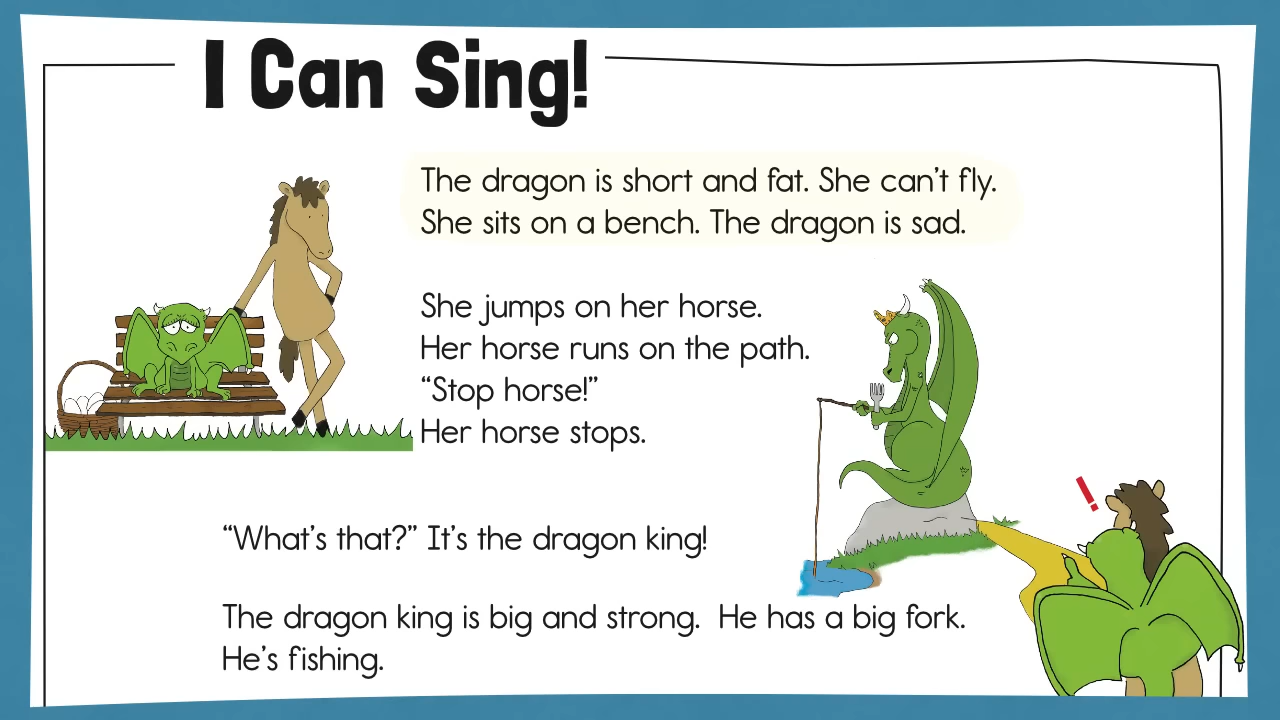 I Can Sing!
The dragon is short and fat. She can't fly.
She sits on a bench. The dragon is sad.
She jumps on her horse.
Her horse runs on the path.
“Stop horse!”
Her horse stops.
“What's that?” It's the dragon king!
The dragon king is big and strong. He has a big fork.
He's fishing.
!